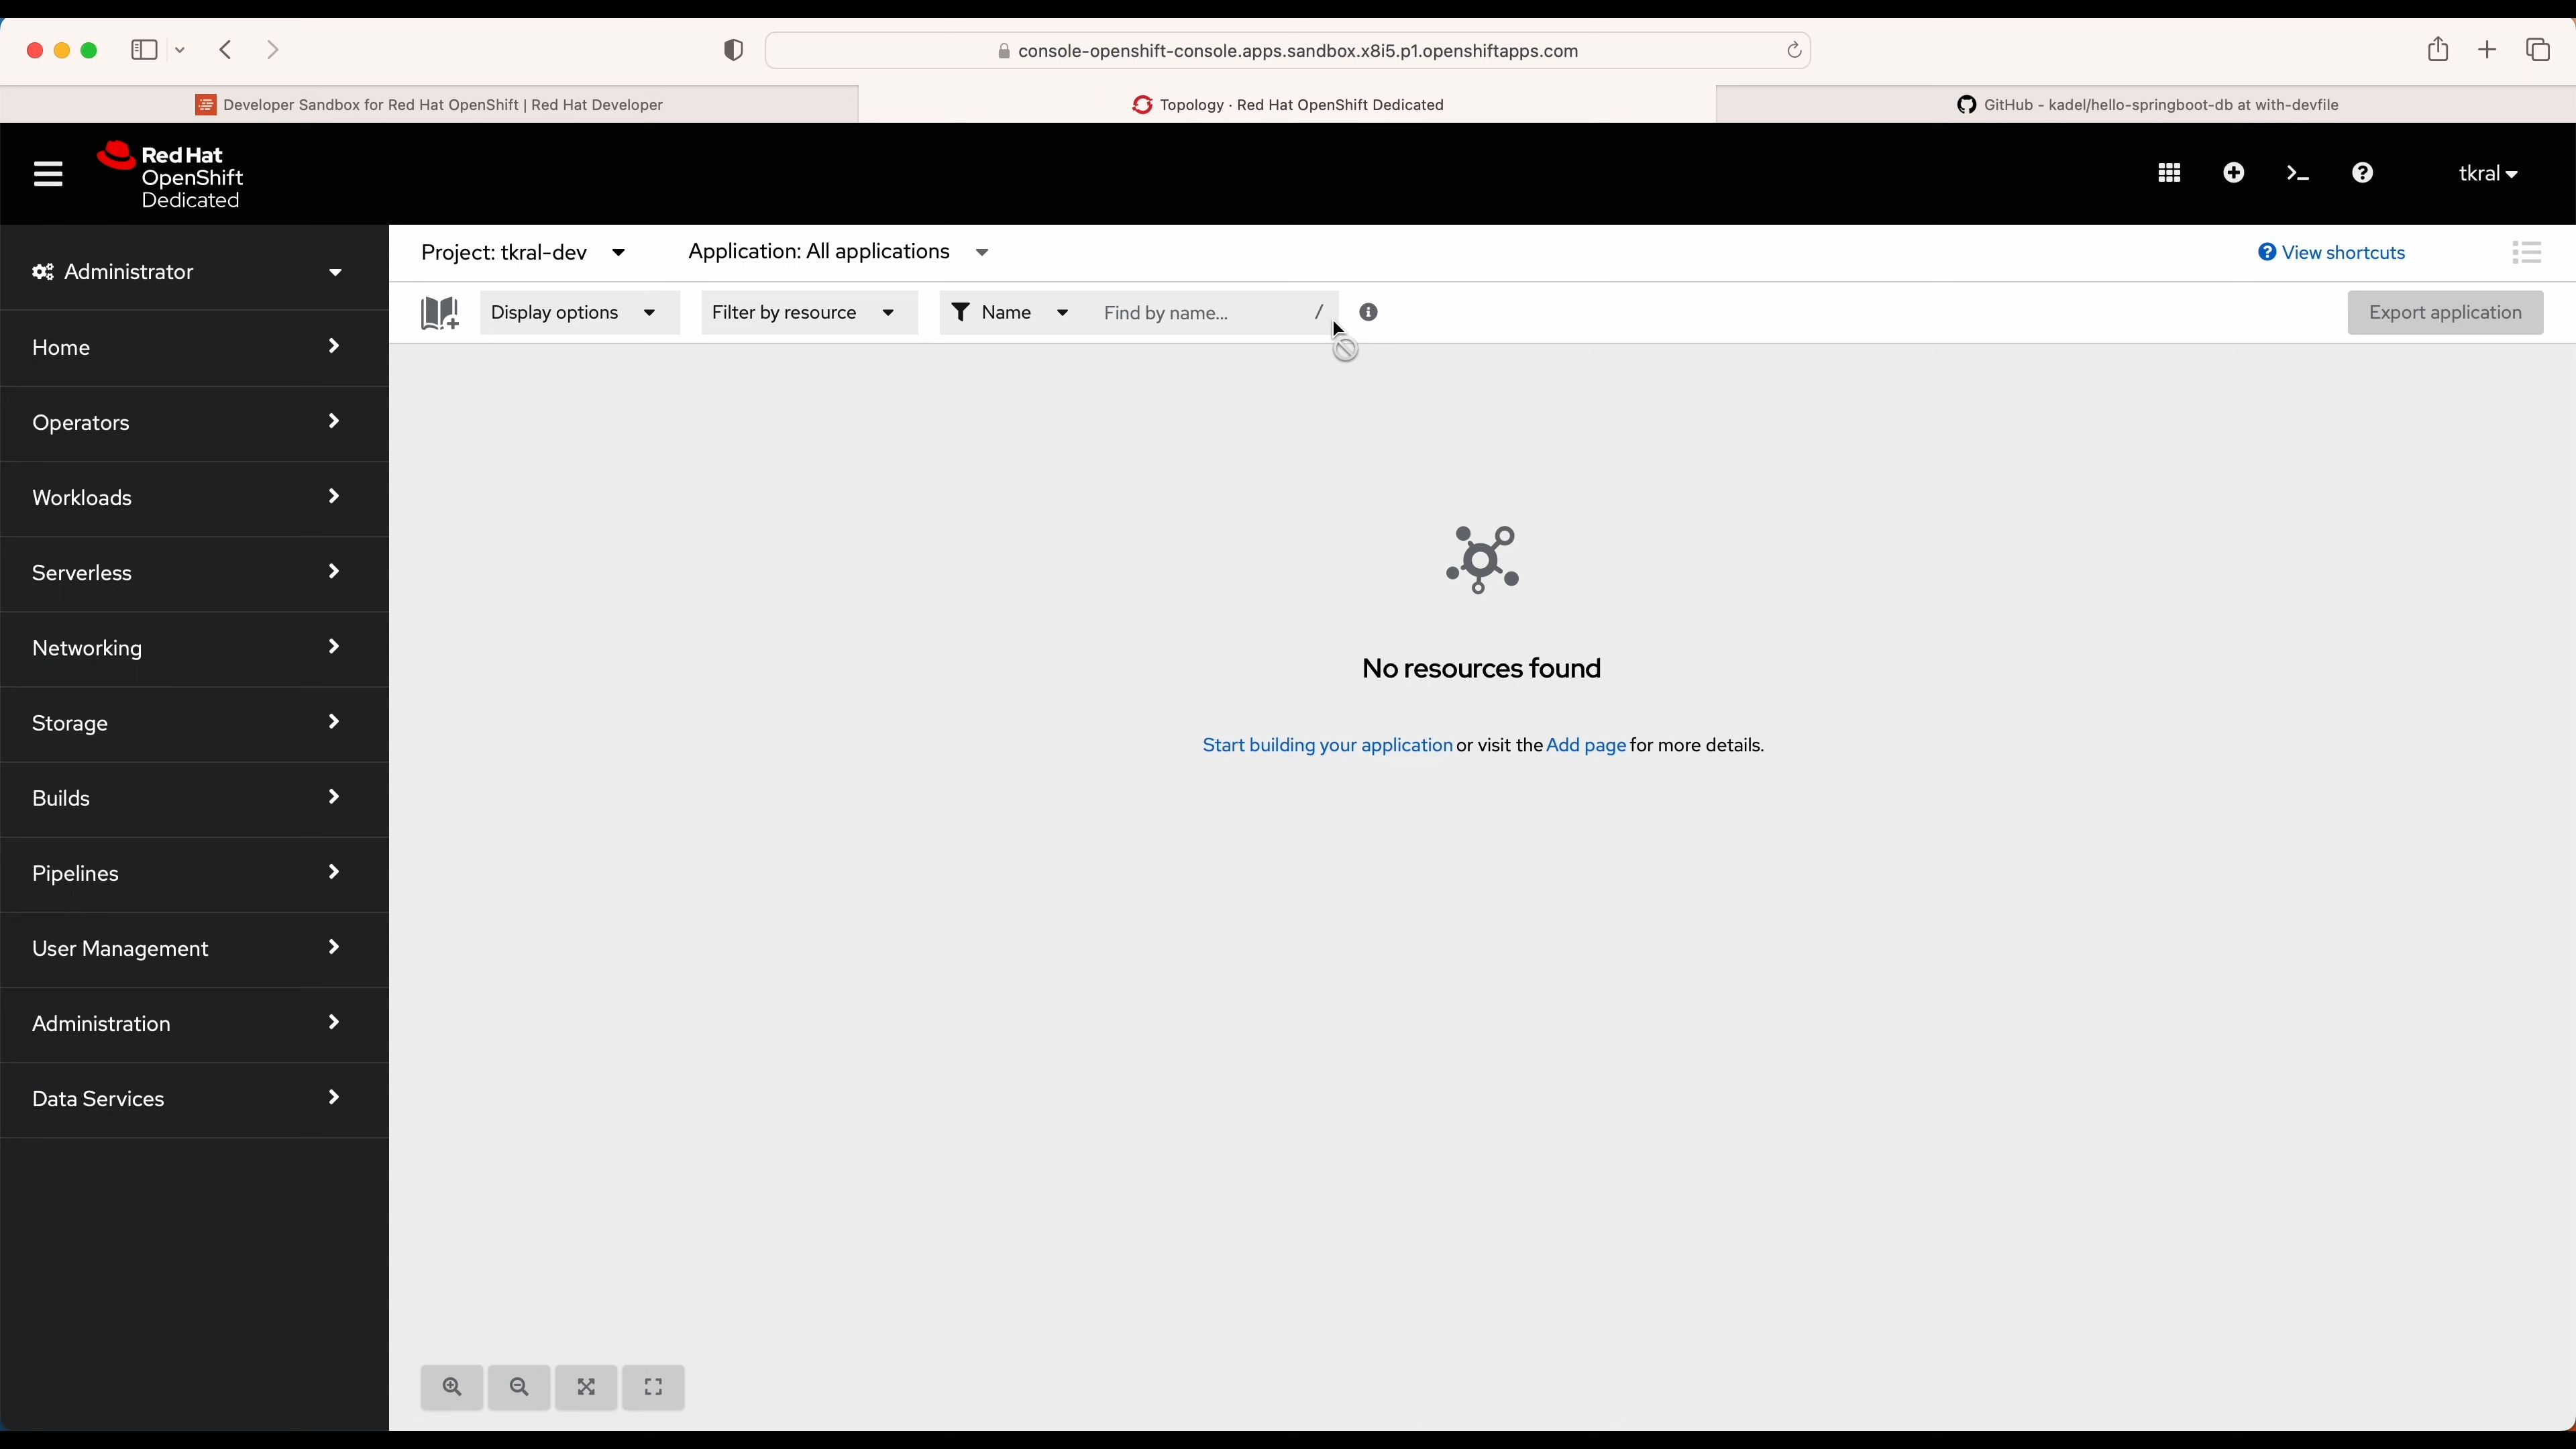 console-openshift-console.apps.sandbox.x8i5.p1.openshiftapps.com
Developer Sandbox for Red Hat OpenShift | Red Hat Developer
Topology · Red Hat OpenShift Dedicated
GitHub - kadel/hello-springboot-db at with-devfile
Red Hat
OpenShift
Dedicated
tkral
Administrator
Home
Operators
Workloads
Serverless
Networking
Storage
Builds
Pipelines
User Management
Administration
Data Services
Project: tkral-dev
Application: All applications
View shortcuts
Display options
Filter by resource
Name
Find by name...
/
Export application
No resources found
Start building your application or visit the Add page for more details.